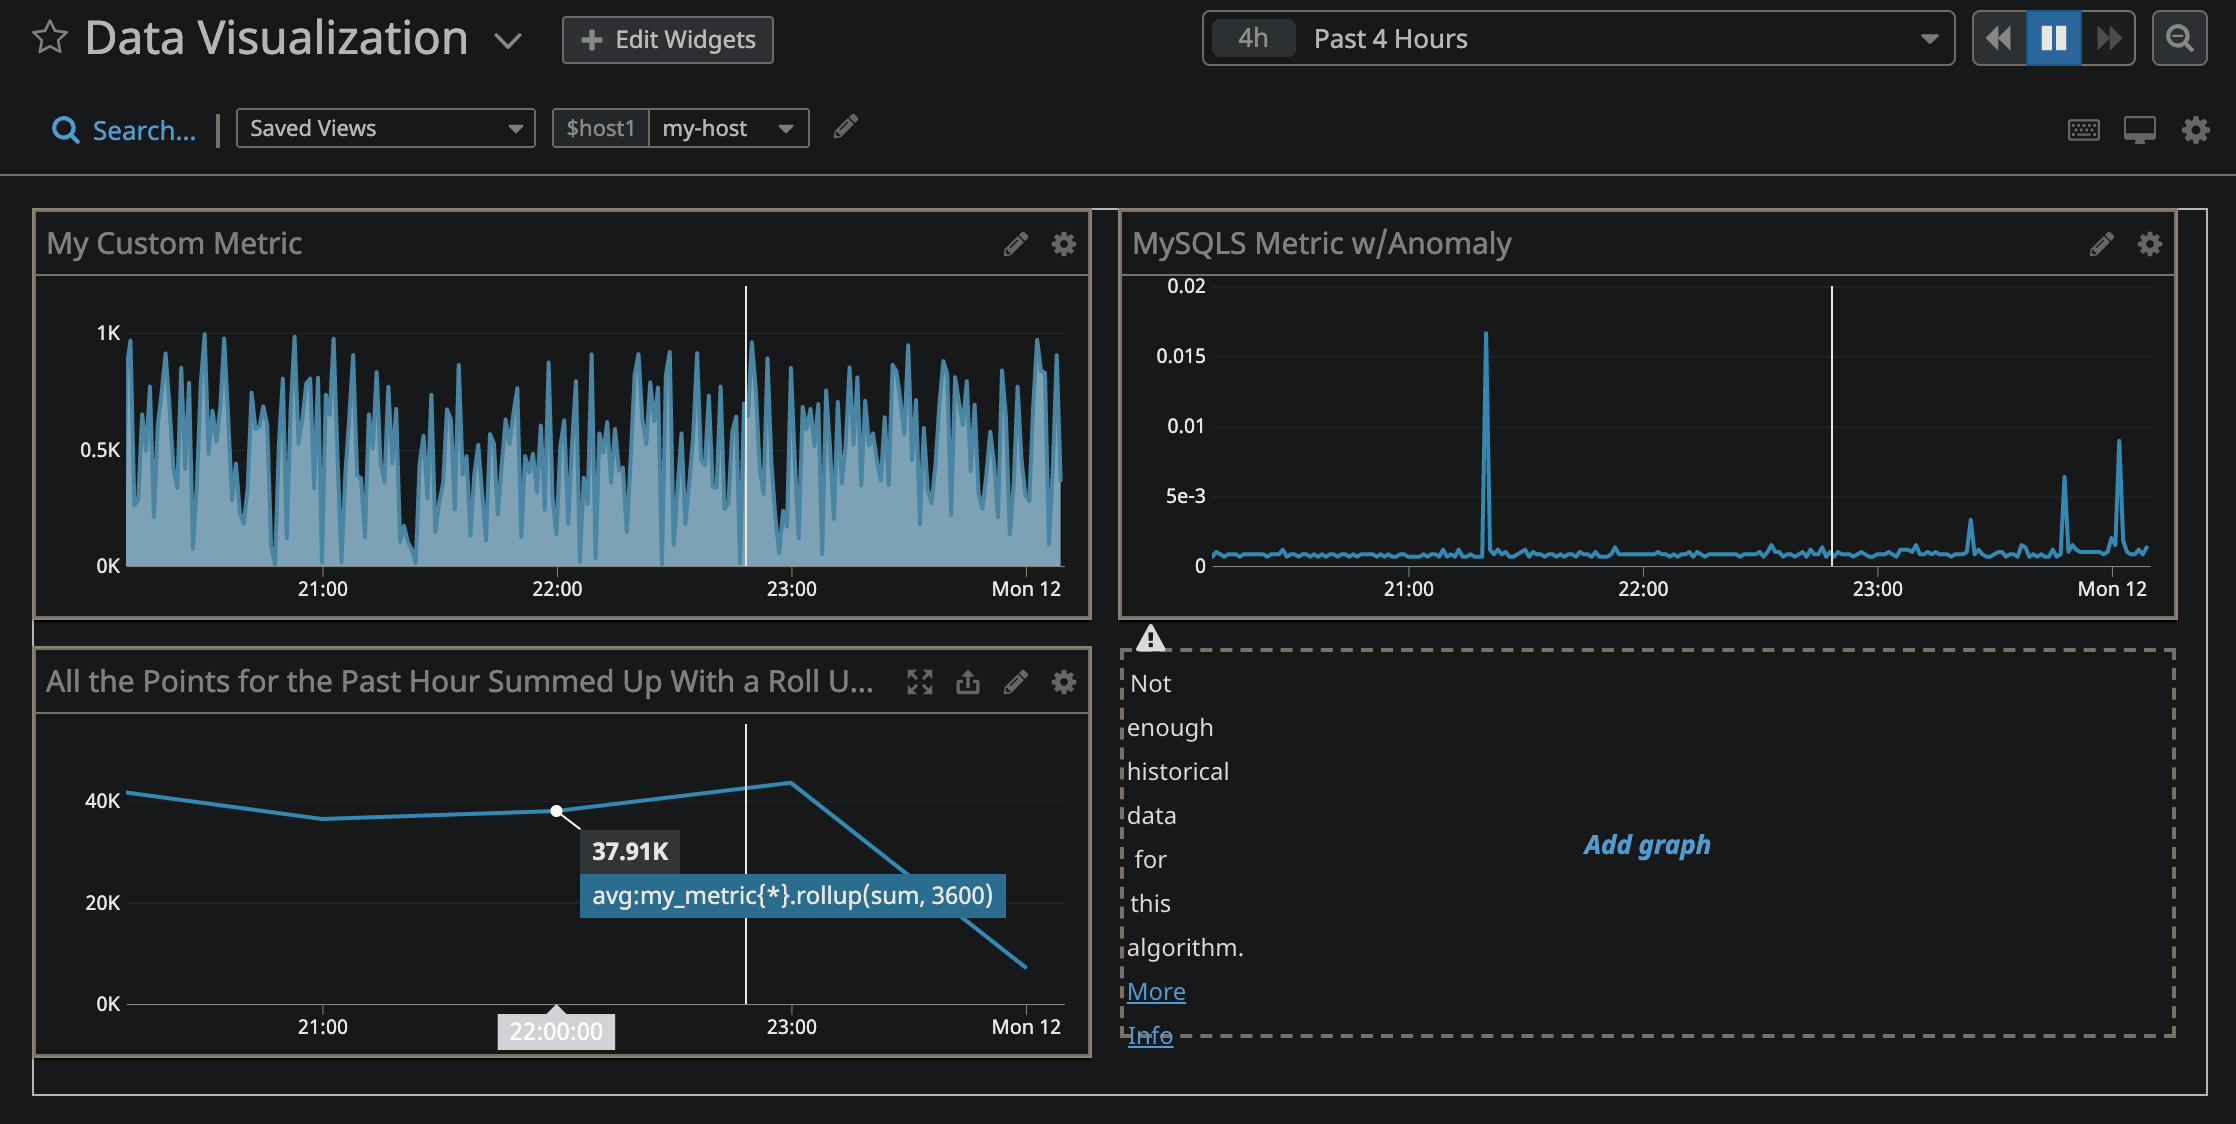 Data Visualization
Edit Widgets
4h Past 4 Hours
Search...
Saved Views
$host1 my-host
My Custom Metric
1K
0.5K
0K
21:00 22:00 23:00 Mon 12
MySQLS Metric w/Anomaly
0.02
0.015
0.01
5e-3
0
21:00 22:00 23:00 Mon 12
All the Points for the Past Hour Summed Up With a Roll U...
40K
20K
0K
37.91K
avg:my_metric{*}.rollup(sum, 3600)
21:00 22:00:00 23:00 Mon 12
Not
enough
historical
data
for
this
algorithm.
More
Info
Add graph